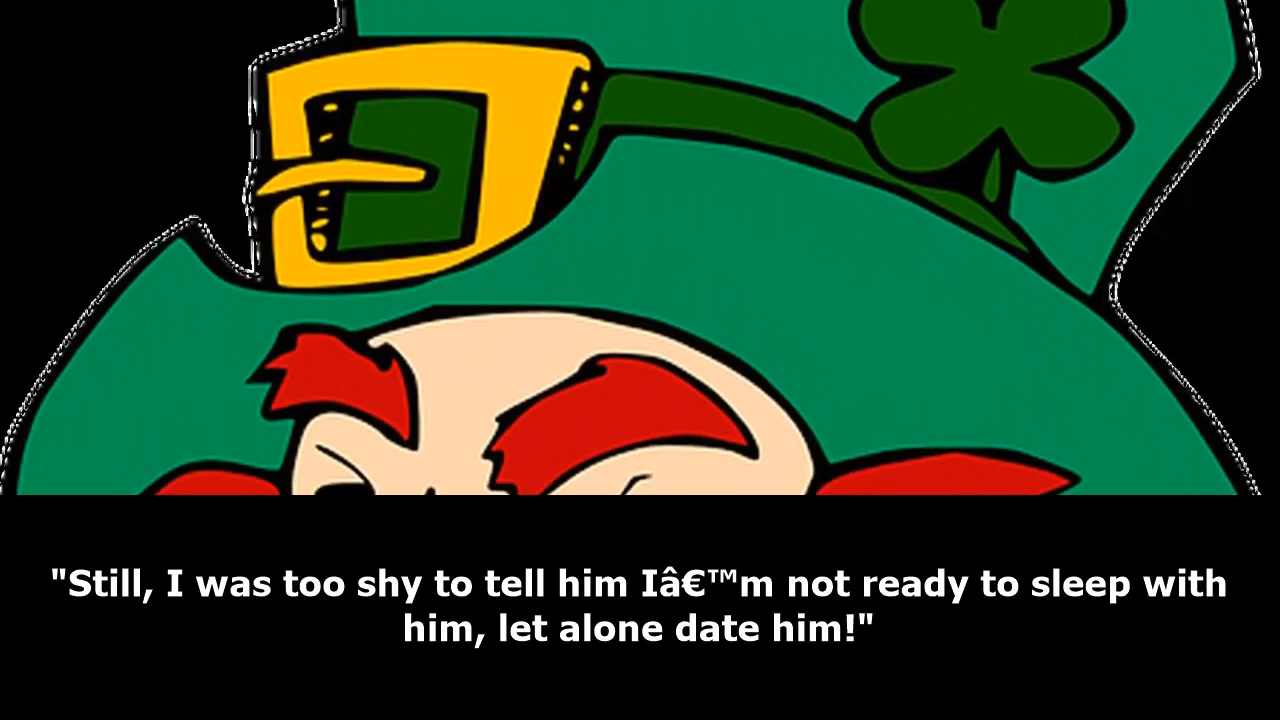 "Still, I was too shy to tell him Iâ€™m not ready to sleep with
him, let alone date him!"